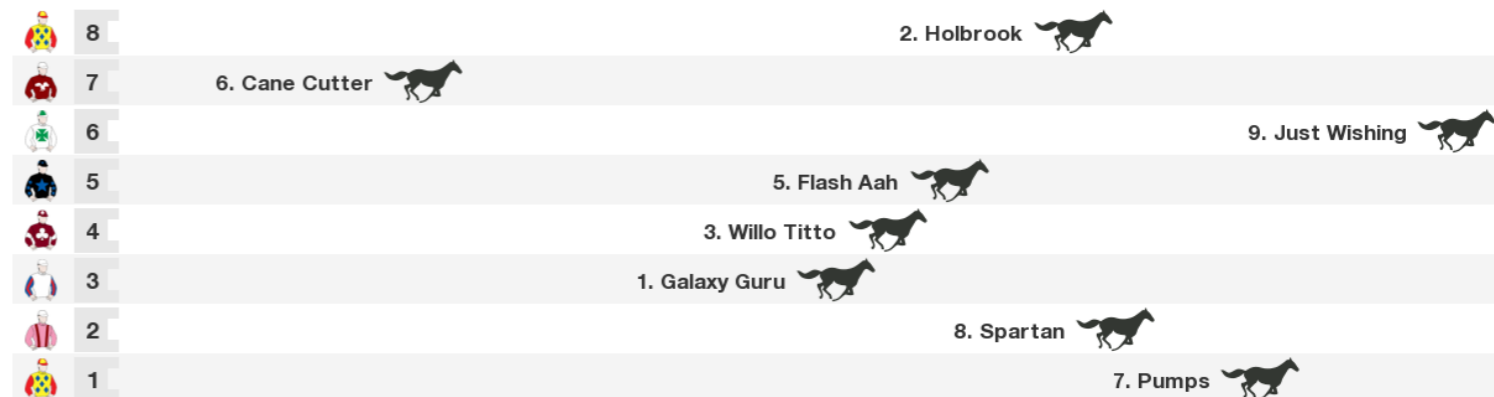 8 2. Holbrook
7 6. Cane Cutter
6 9. Just Wishing
5 5. Flash Aah
4 3. Willo Titto
3 1. Galaxy Guru
2 8. Spartan
1 7. Pumps